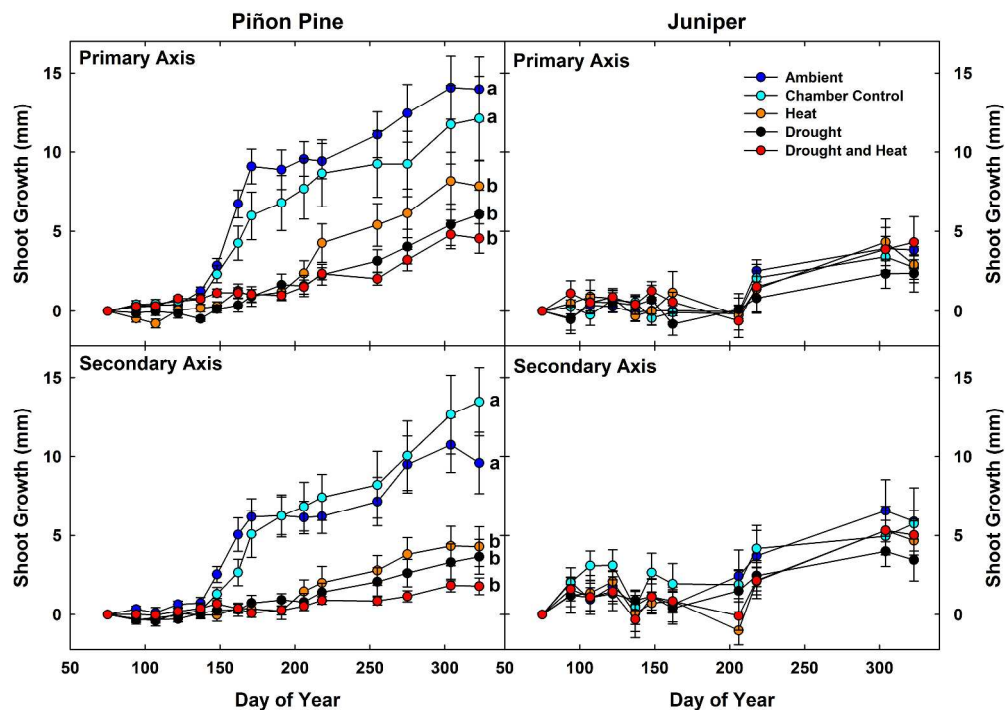 Piñon Pine
Juniper
Primary Axis
Shoot Growth (mm)
15
10
5
0
a
a
b
b
b
Primary Axis
Ambient
Chamber Control
Heat
Drought
Drought and Heat
15
10
5
0
Shoot Growth (mm)
Secondary Axis
Shoot Growth (mm)
15
10
5
0
a
a
b
b
b
Secondary Axis
15
10
5
0
Shoot Growth (mm)
50 100 150 200 250 300
50 100 150 200 250 300
Day of Year
Day of Year